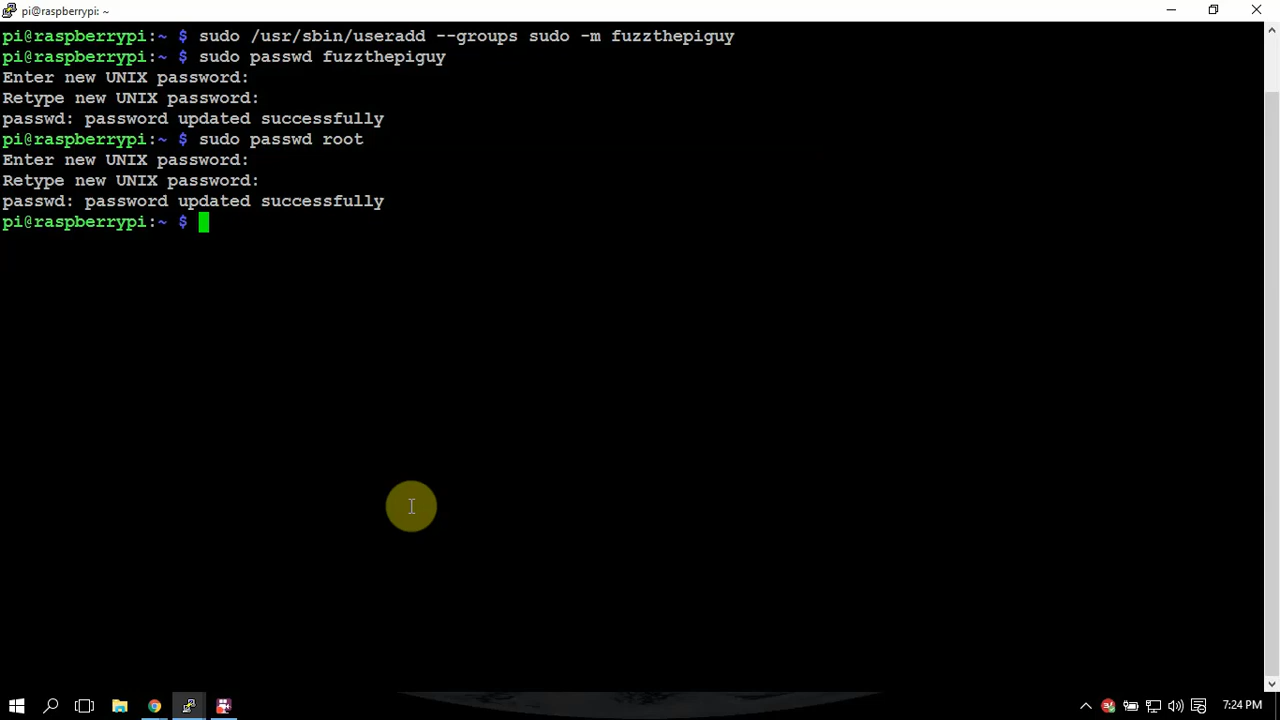 pi@raspberrypi: ~
pi@raspberrypi:~ $ sudo /usr/sbin/useradd --groups sudo -m fuzzthepiguy
pi@raspberrypi:~ $ sudo passwd fuzzthepiguy
Enter new UNIX password:
Retype new UNIX password:
passwd: password updated successfully
pi@raspberrypi:~ $ sudo passwd root
Enter new UNIX password:
Retype new UNIX password:
passwd: password updated successfully
pi@raspberrypi:~ $
7:24 PM